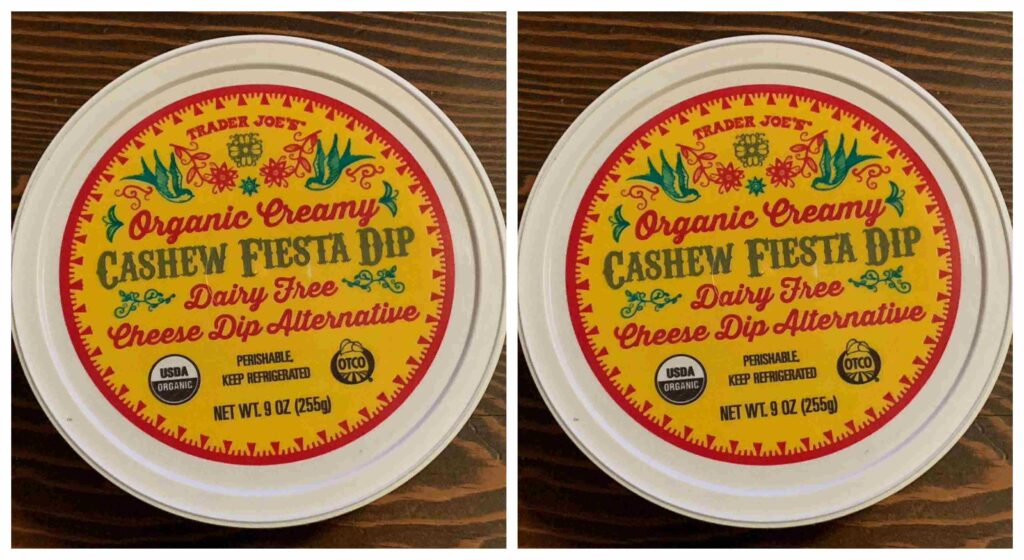 TRADER JOE'S
Organic Creamy
CASHEW FIESTA DIP
Dairy Free
Cheese Dip Alternative
USDA
ORGANIC
PERISHABLE,
KEEP REFRIGERATED
OTCO
NET WT. 9 OZ (255g)
TRADER JOE'S
Organic Creamy
CASHEW FIESTA DIP
Dairy Free
Cheese Dip Alternative
USDA
ORGANIC
PERISHABLE,
KEEP REFRIGERATED
OTCO
NET WT. 9 OZ (255g)